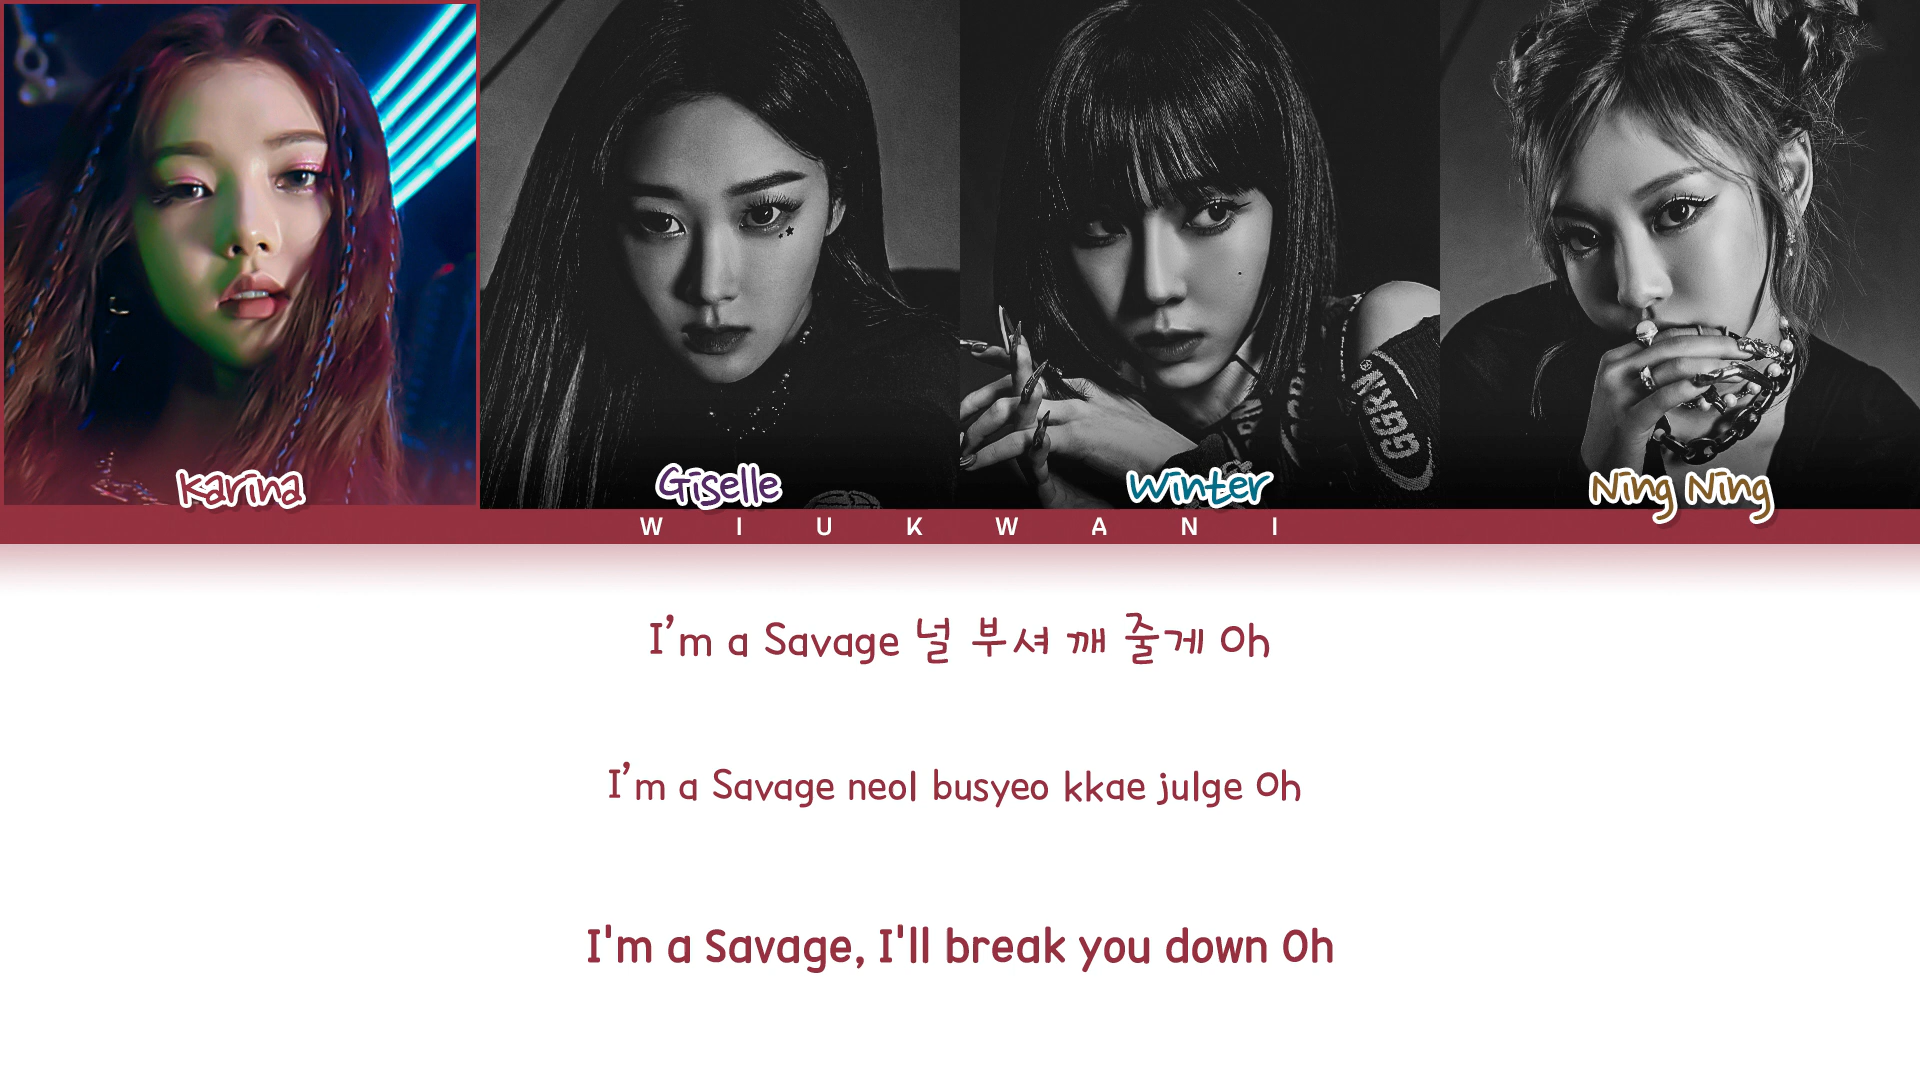 GGRN
Karina
Giselle
Winter
Ning Ning
W I U K W A N I
I'm a Savage 널 부셔 깨 줄게 Oh
I'm a Savage neol busyeo kkae julge Oh
I'm a Savage, I'll break you down Oh